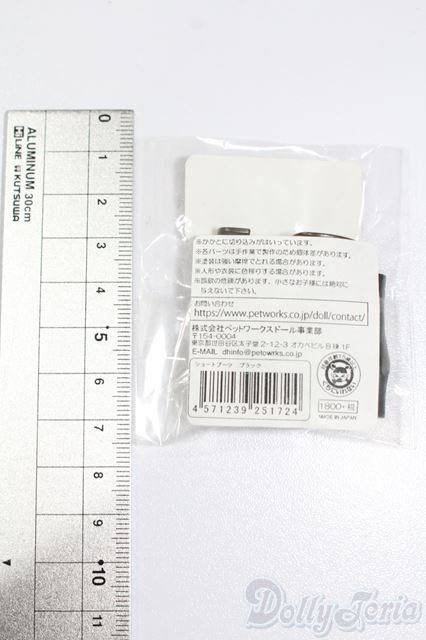 ALUMINUM 30cm
HiLINE KUTSUWA
0
1
2
3
4
5
6
7
8
9
10
11
※かかとに切り込みがはいっています。
※各パーツは手作業で製作のため個体差があります。
※塗装は強い摩擦でとれる場合があります。
※人形や衣装に色移りする場合があります。
※誤飲の危険があります。小さなお子様には絶対に
与えないで下さい。
お問い合わせ
https://www.petworks.co.jp/doll/contact/
株式会社ペットワークスドール事業部
〒154-0004
東京都世田谷区太子堂 2-12-3 オカベビル B 棟 1F
E-MAIL dhinfo@petowrks.co.jp
ショートブーツ ブラック
4 571239 251724
1800+税
MADE IN JAPAN
DollyTeria